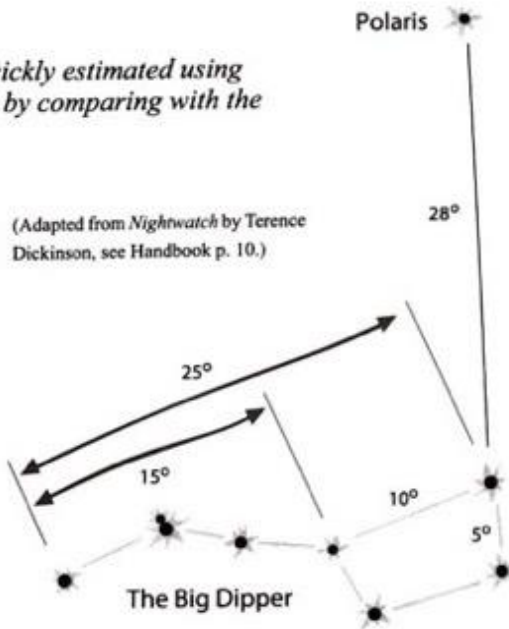 Polaris
ickly estimated using
by comparing with the
(Adapted from Nightwatch by Terence
Dickinson, see Handbook p. 10.)
28°
25°
15°
10°
5°
The Big Dipper